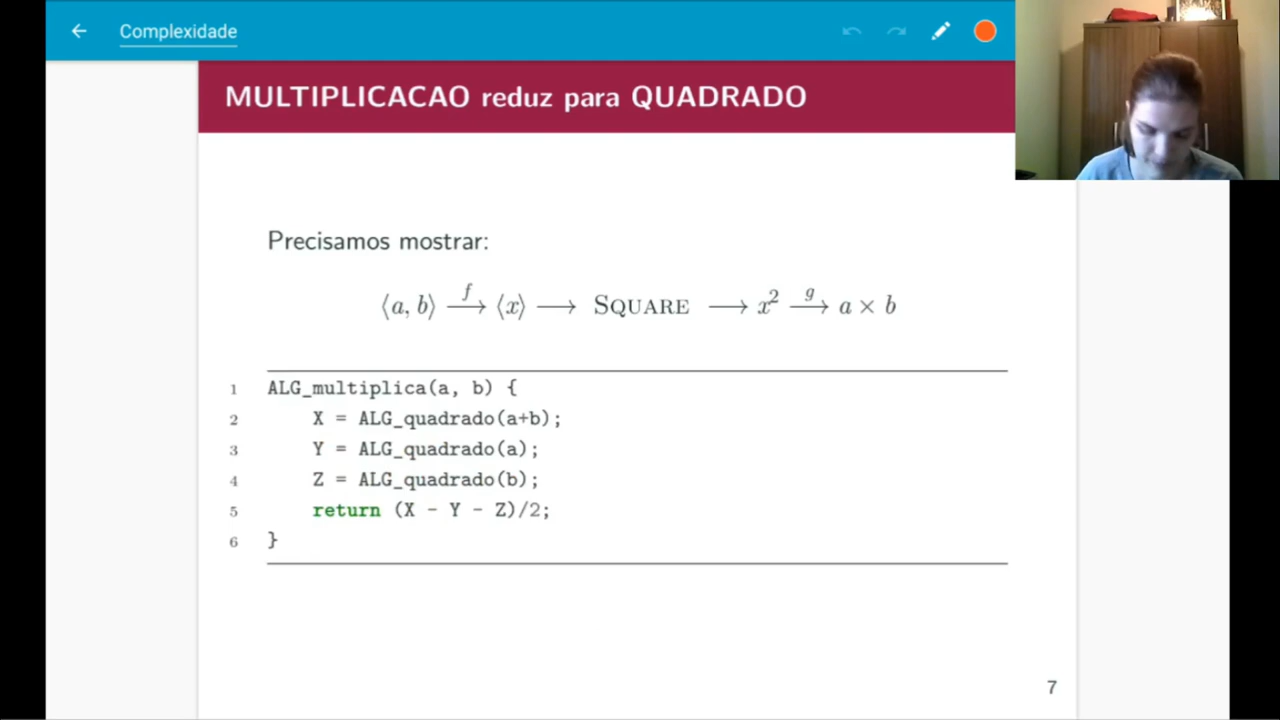 Complexidade
MULTIPLICACAO reduz para QUADRADO
Precisamos mostrar:
⟨a, b⟩ —f→ ⟨x⟩ ⟶ SQUARE ⟶ x² —g→ a × b
1 ALG_multiplica(a, b) {
2 X = ALG_quadrado(a+b);
3 Y = ALG_quadrado(a);
4 Z = ALG_quadrado(b);
5 return (X - Y - Z)/2;
6 }
7